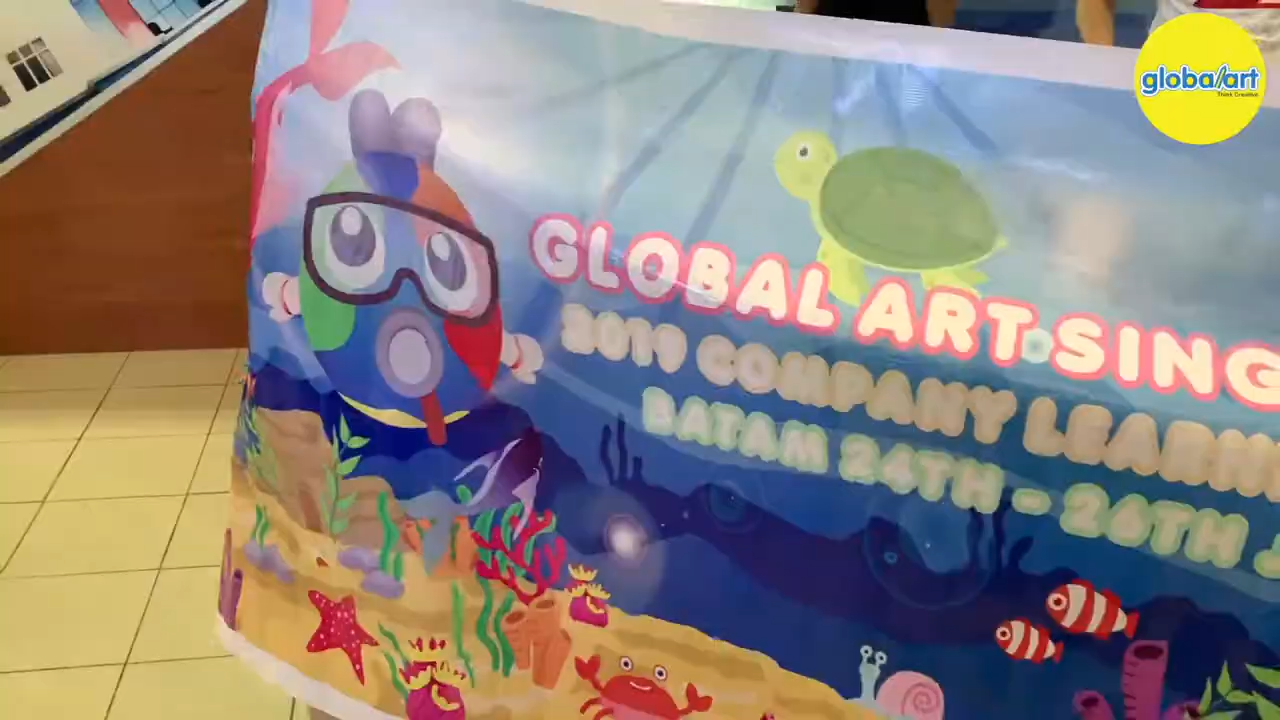 globalart
Think Creative
GLOBAL ART SING
2019 COMPANY LEARN
BATAM 24TH - 26TH